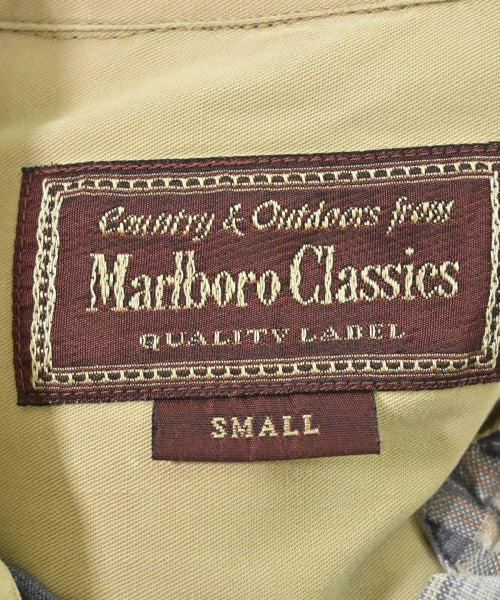 Country & Outdoors from
Marlboro Classics
QUALITY LABEL
SMALL